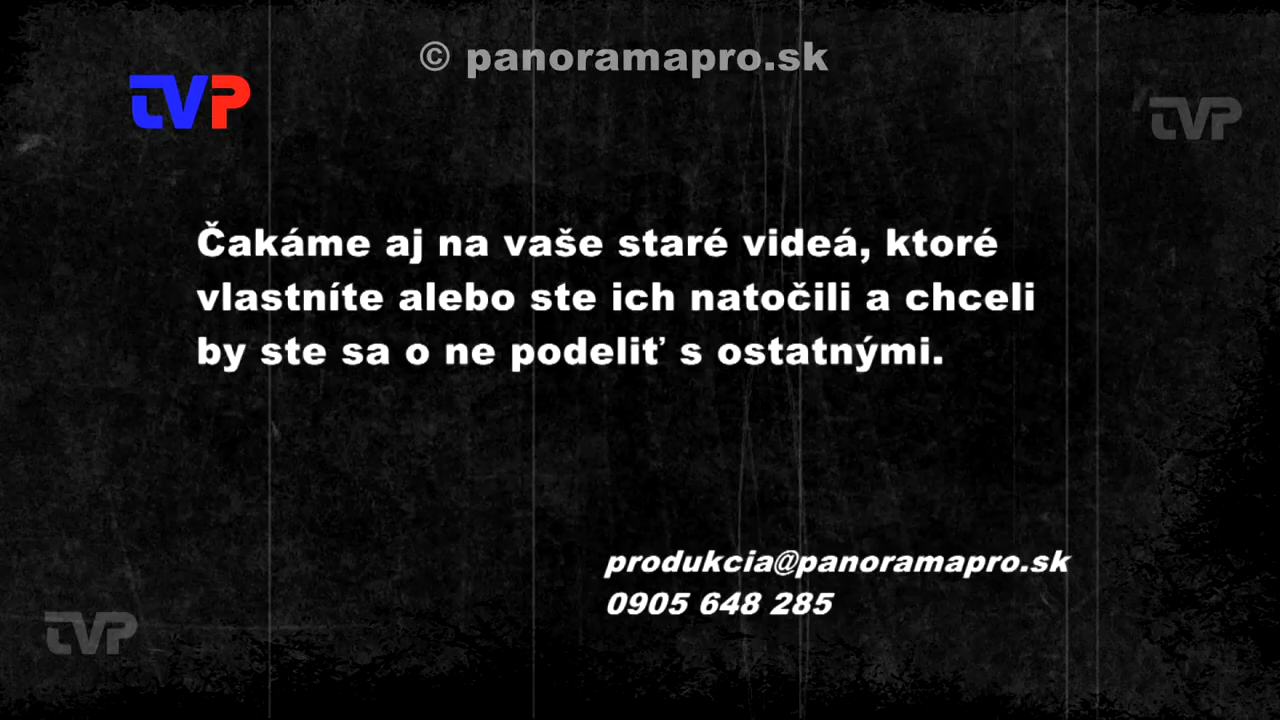 © panoramapro.sk
TVP
TVP
Čakáme aj na vaše staré videá, ktoré
vlastníte alebo ste ich natočili a chceli
by ste sa o ne podeliť s ostatnými.
produkcia@panoramapro.sk
0905 648 285
TVP